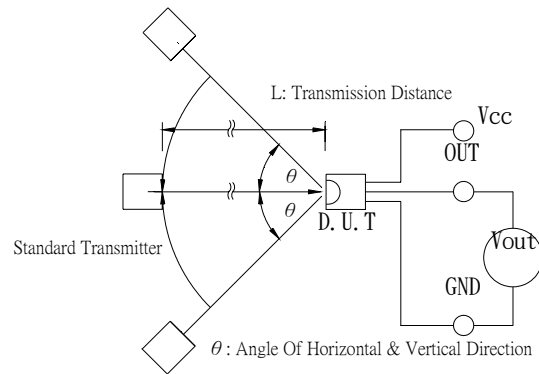 L: Transmission Distance
Vcc
OUT
θ
θ
D.U.T
Standard Transmitter
Vout
GND
θ : Angle Of Horizontal & Vertical Direction